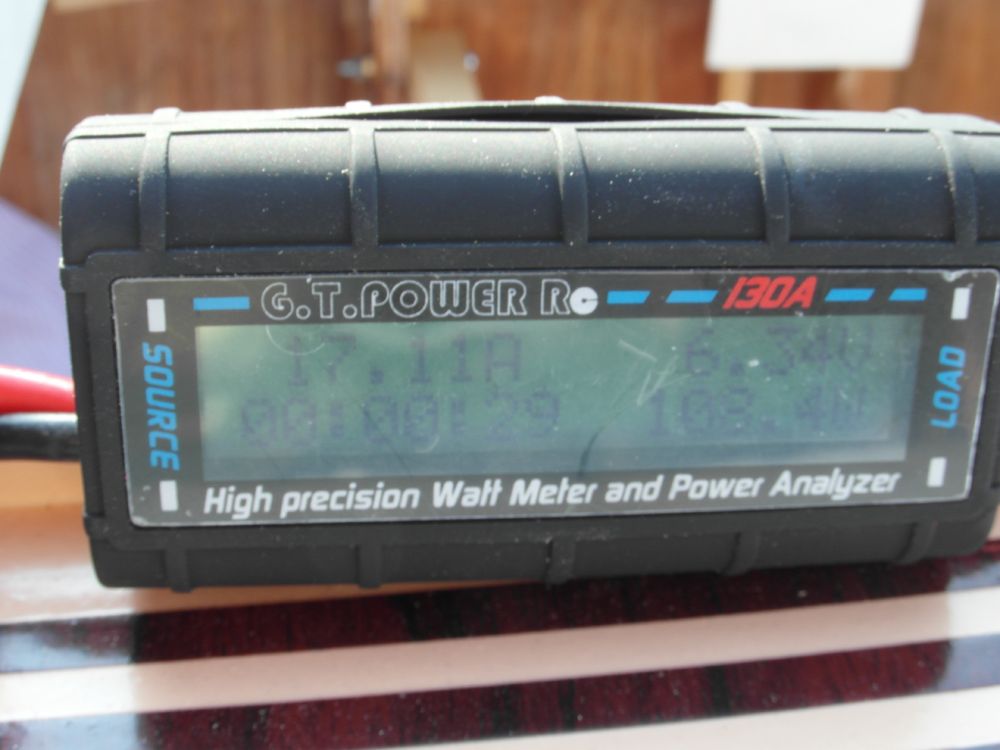 G.T.POWER RC 130A
SOURCE
17.11A 6.34V
00:00:29 108.4W
LOAD
High precision Watt Meter and Power Analyzer